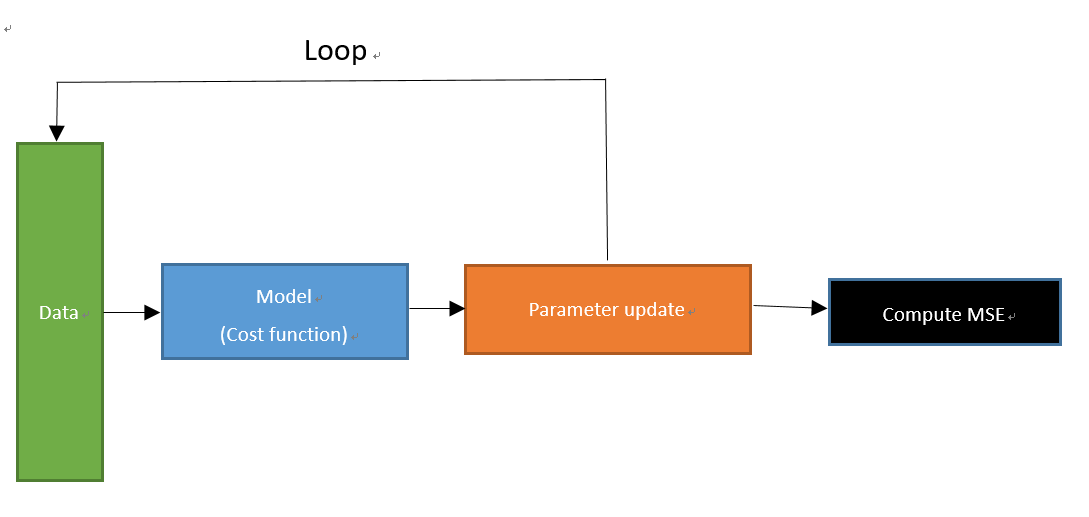 Loop
Data
Model
(Cost function)
Parameter update
Compute MSE